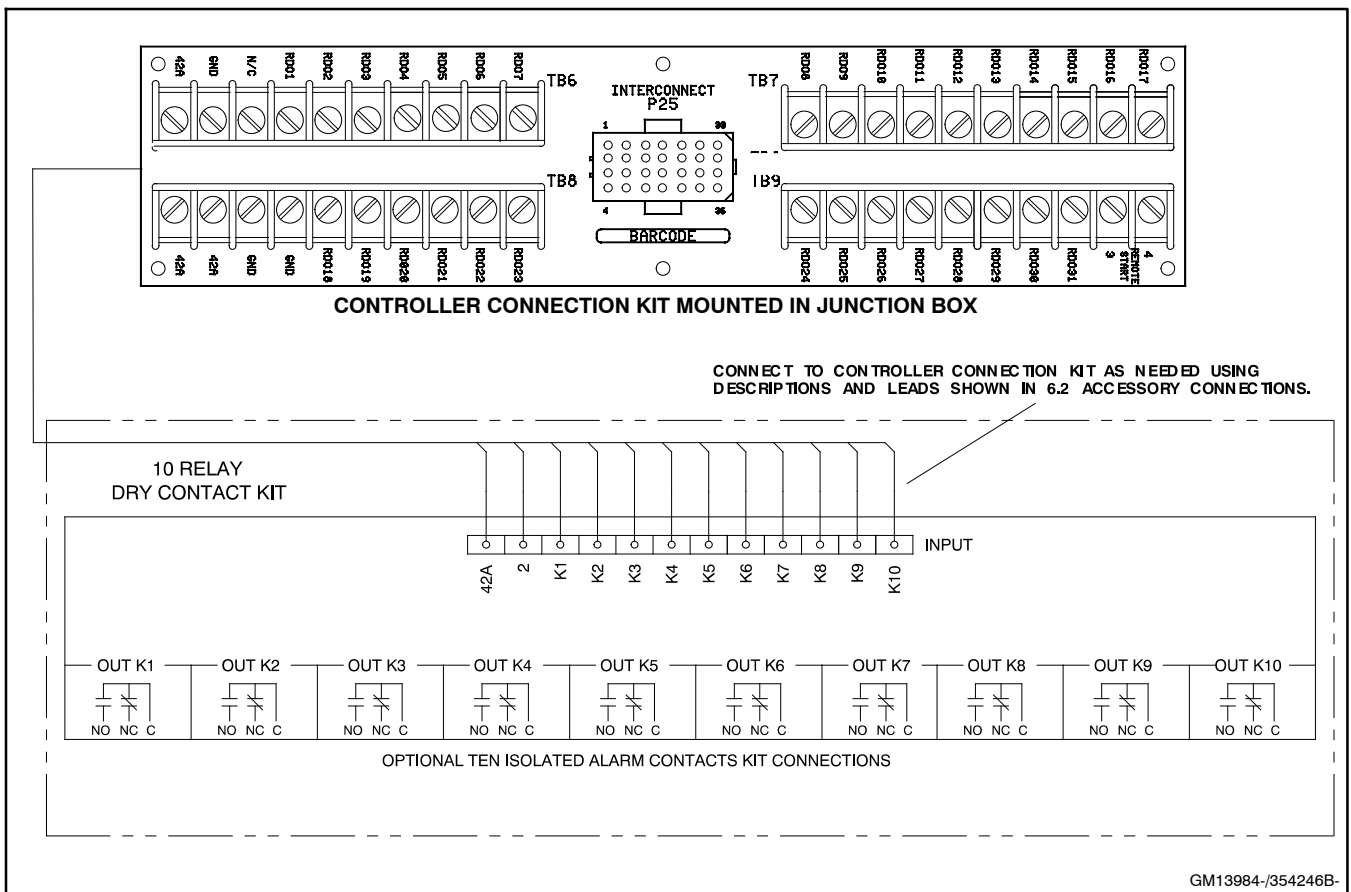 42A GND N/C RDO1 RDO2 RDO3 RDO4 RDO5 RDO6 RDO7
TB6
INTERCONNECT
P25
1 33
TB7
RDO8 RDO9 RDO10 RDO11 RDO12 RDO13 RDO14 RDO15 RDO16 RDO17
TB8
4 36
BARCODE
TB9
42A 42A GND GND RDO18 RDO19 RDO20 RDO21 RDO22 RDO23
RDO24 RDO25 RDO26 RDO27 RDO28 RDO29 RDO30 RDO31 3 REMOTE START 4
CONTROLLER CONNECTION KIT MOUNTED IN JUNCTION BOX
CONNECT TO CONTROLLER CONNECTION KIT AS NEEDED USING
DESCRIPTIONS AND LEADS SHOWN IN 6.2 ACCESSORY CONNECTIONS.
10 RELAY
DRY CONTACT KIT
INPUT
42A 2 K1 K2 K3 K4 K5 K6 K7 K8 K9 K10
OUT K1 OUT K2 OUT K3 OUT K4 OUT K5 OUT K6 OUT K7 OUT K8 OUT K9 OUT K10
NO NC C NO NC C NO NC C NO NC C NO NC C NO NC C NO NC C NO NC C NO NC C NO NC C
OPTIONAL TEN ISOLATED ALARM CONTACTS KIT CONNECTIONS
GM13984-/354246B-